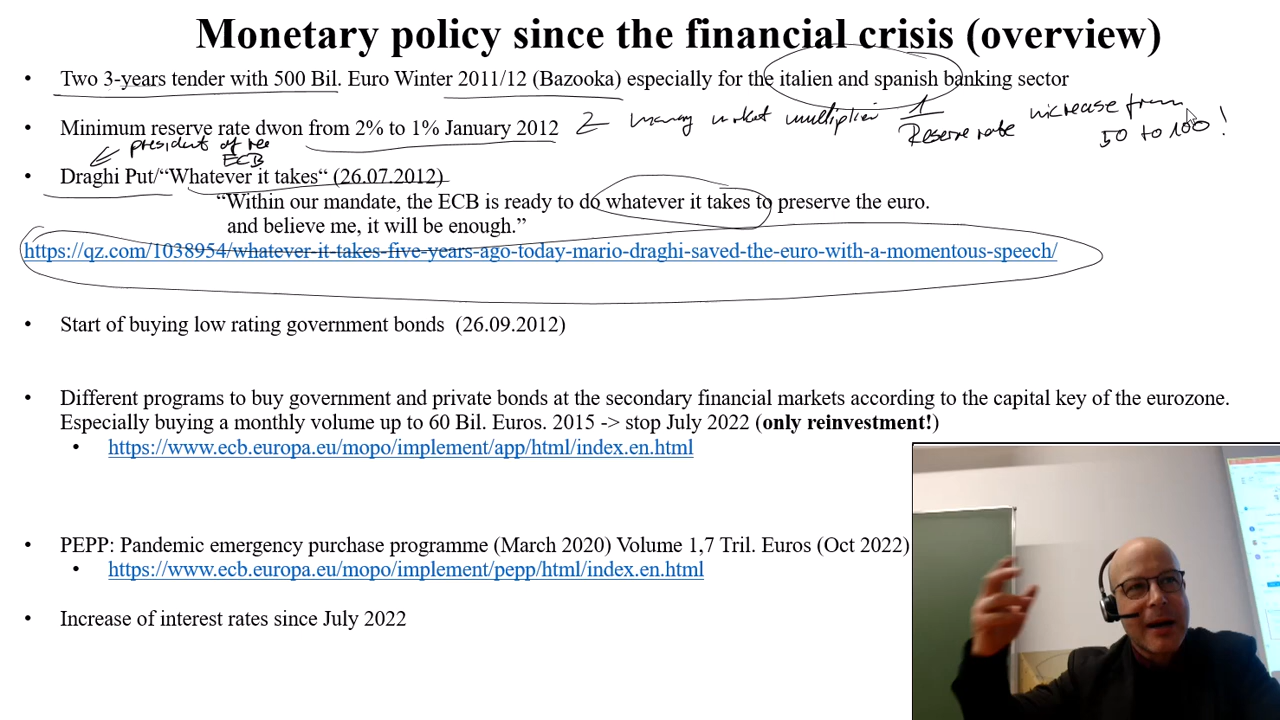 Monetary policy since the financial crisis (overview)
• Two 3-years tender with 500 Bil. Euro Winter 2011/12 (Bazooka) especially for the italien and spanish banking sector
• Minimum reserve rate dwon from 2% to 1% January 2012
money market multiplier 1
Reserve rate
increase from
50 to 100!
president of
ECB
• Draghi Put/“Whatever it takes“ (26.07.2012)
“Within our mandate, the ECB is ready to do whatever it takes to preserve the euro.
and believe me, it will be enough.”
https://qz.com/1038954/whatever-it-takes-five-years-ago-today-mario-draghi-saved-the-euro-with-a-momentous-speech/
• Start of buying low rating government bonds (26.09.2012)
• Different programs to buy government and private bonds at the secondary financial markets according to the capital key of the eurozone.
Especially buying a monthly volume up to 60 Bil. Euros. 2015 -> stop July 2022 (only reinvestment!)
• https://www.ecb.europa.eu/mopo/implement/app/html/index.en.html
• PEPP: Pandemic emergency purchase programme (March 2020) Volume 1,7 Tril. Euros (Oct 2022)
• https://www.ecb.europa.eu/mopo/implement/pepp/html/index.en.html
• Increase of interest rates since July 2022